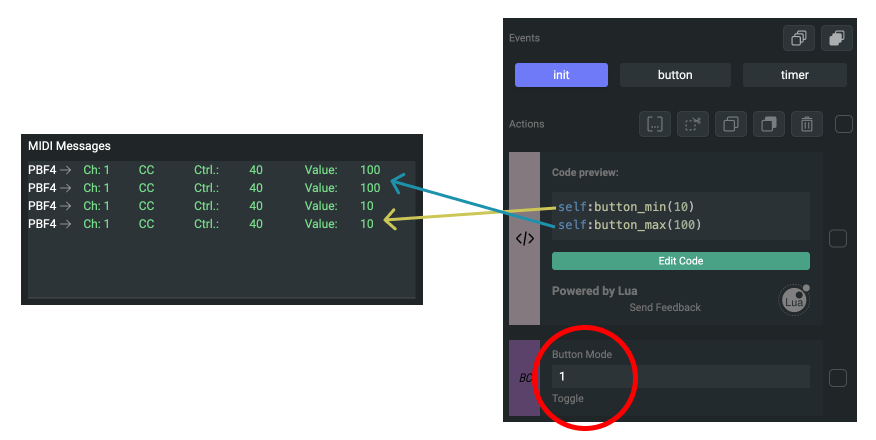 MIDI Messages
PBF4 → Ch: 1 CC Ctrl.: 40 Value: 100
PBF4 → Ch: 1 CC Ctrl.: 40 Value: 100
PBF4 → Ch: 1 CC Ctrl.: 40 Value: 10
PBF4 → Ch: 1 CC Ctrl.: 40 Value: 10
Events
init button timer
Actions
[...]
Code preview:
self:button_min(10)
self:button_max(100)
</>
Edit Code
Powered by Lua
Send Feedback
Lua
Button Mode
BC 1
Toggle